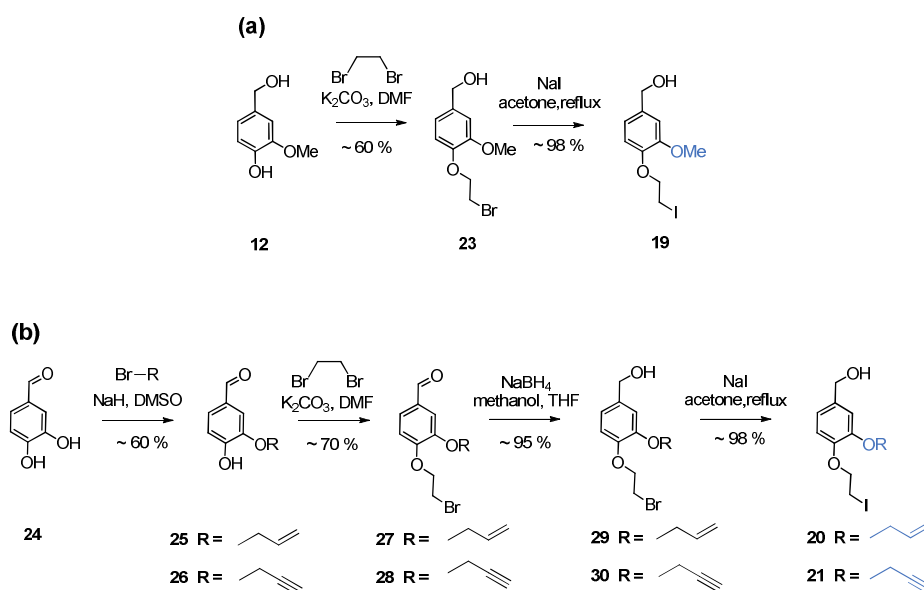 (a)
OH
OMe
OH
Br Br
K2CO3, DMF
~ 60 %
OH
OMe
O
Br
NaI
acetone,reflux
~ 98 %
OH
OMe
O
I
12 23 19
(b)
O
OH
OH
Br–R
NaH, DMSO
~ 60 %
O
OR
OH
Br Br
K2CO3, DMF
~ 70 %
O
OR
O
Br
NaBH4
methanol, THF
~ 95 %
OH
OR
O
Br
NaI
acetone,reflux
~ 98 %
OH
OR
O
I
24
25 R = 27 R = 29 R = 20 R =
26 R = 28 R = 30 R = 21 R =